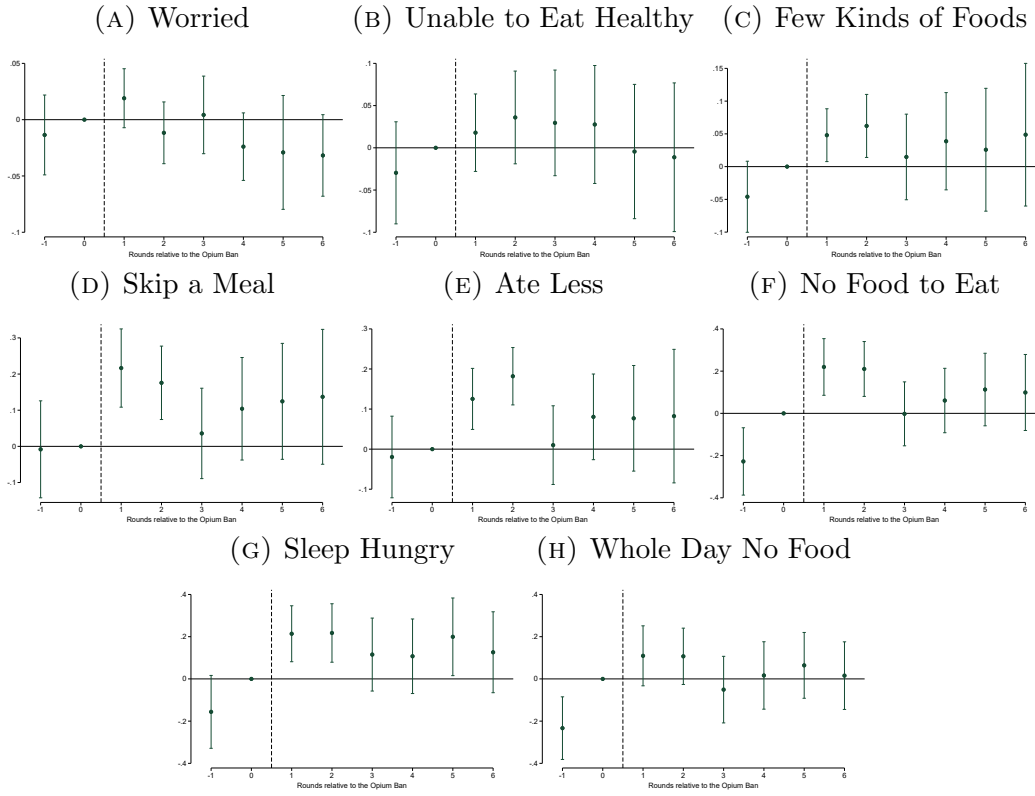 (A) Worried
(B) Unable to Eat Healthy
(C) Few Kinds of Foods
.05
0
-.05
-.1
-1 0 1 2 3 4 5 6
Rounds relative to the Opium Ban
.1
.05
0
-.05
-.1
-1 0 1 2 3 4 5 6
Rounds relative to the Opium Ban
.15
.1
.05
0
-.05
-.1
-1 0 1 2 3 4 5 6
Rounds relative to the Opium Ban
(D) Skip a Meal
(E) Ate Less
(F) No Food to Eat
.3
.2
.1
0
-.1
-1 0 1 2 3 4 5 6
Rounds relative to the Opium Ban
.3
.2
.1
0
-.1
-1 0 1 2 3 4 5 6
Rounds relative to the Opium Ban
.4
.2
0
-.2
-.4
-1 0 1 2 3 4 5 6
Rounds relative to the Opium Ban
(G) Sleep Hungry
(H) Whole Day No Food
.4
.2
0
-.2
-.4
-1 0 1 2 3 4 5 6
Rounds relative to the Opium Ban
.4
.2
0
-.2
-.4
-1 0 1 2 3 4 5 6
Rounds relative to the Opium Ban